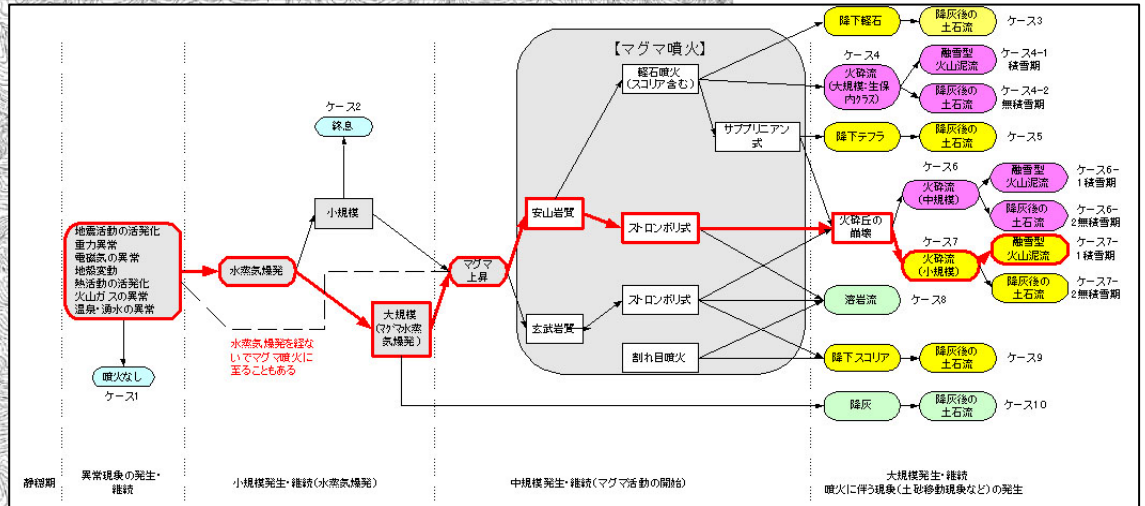 地震活動の活発化
重力異常
電磁気の異常
地殻変動
熱活動の活発化
火山ガスの異常
温泉・湧水の異常
噴火なし
ケース1
水蒸気爆発
水蒸気爆発を経な
いでマグマ噴火に
至ることもある
ケース2
終息
小規模
大規模
(マグマ水蒸
気爆発)
マグマ
上昇
【マグマ噴火】
軽石噴火
(スコリア含む)
サブプリニアン
式
安山岩質
ストロンボリ式
玄武岩質
ストロンボリ式
割れ目噴火
降下軽石
降灰後の
土石流
ケース3
ケース4
火砕流
(大規模:生保
内クラス)
融雪型
火山泥流
ケース4-1
積雪期
降灰後の
土石流
ケース4-2
無積雪期
降下テフラ
降灰後の
土石流
ケース5
火砕丘の
崩壊
ケース6
火砕流
(中規模)
融雪型
火山泥流
ケース6-
1積雪期
降灰後の
土石流
ケース6-
2無積雪期
ケース7
火砕流
(小規模)
融雪型
火山泥流
ケース7-
1積雪期
降灰後の
土石流
ケース7-
2無積雪期
溶岩流
ケース8
降下スコリア
降灰後の
土石流
ケース9
降灰
降灰後の
土石流
ケース10
静穏期
異常現象の発生・
継続
小規模発生・継続(水蒸気爆発)
中規模発生・継続(マグマ活動の開始)
大規模発生・継続
噴火に伴う現象(土砂移動現象など)の発生